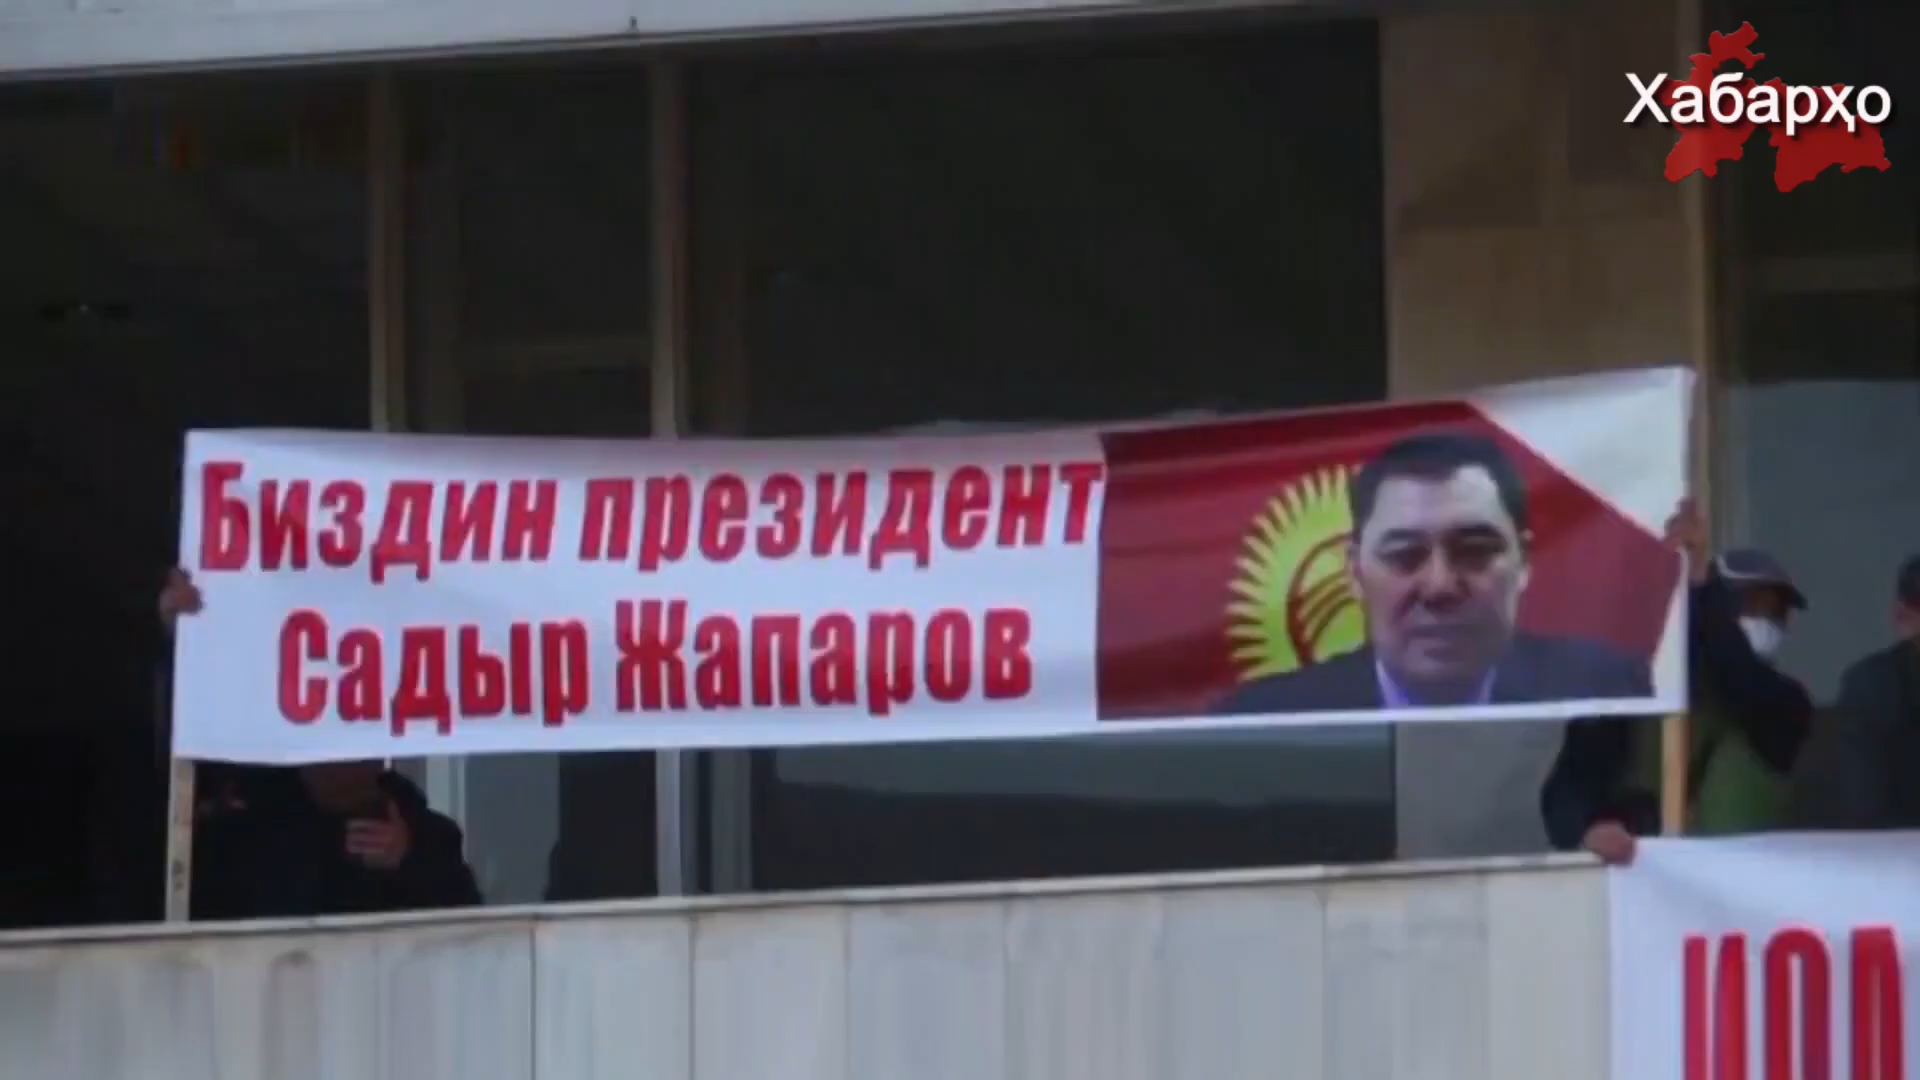 Хабарҳо
Биздин президент
Садыр Жапаров